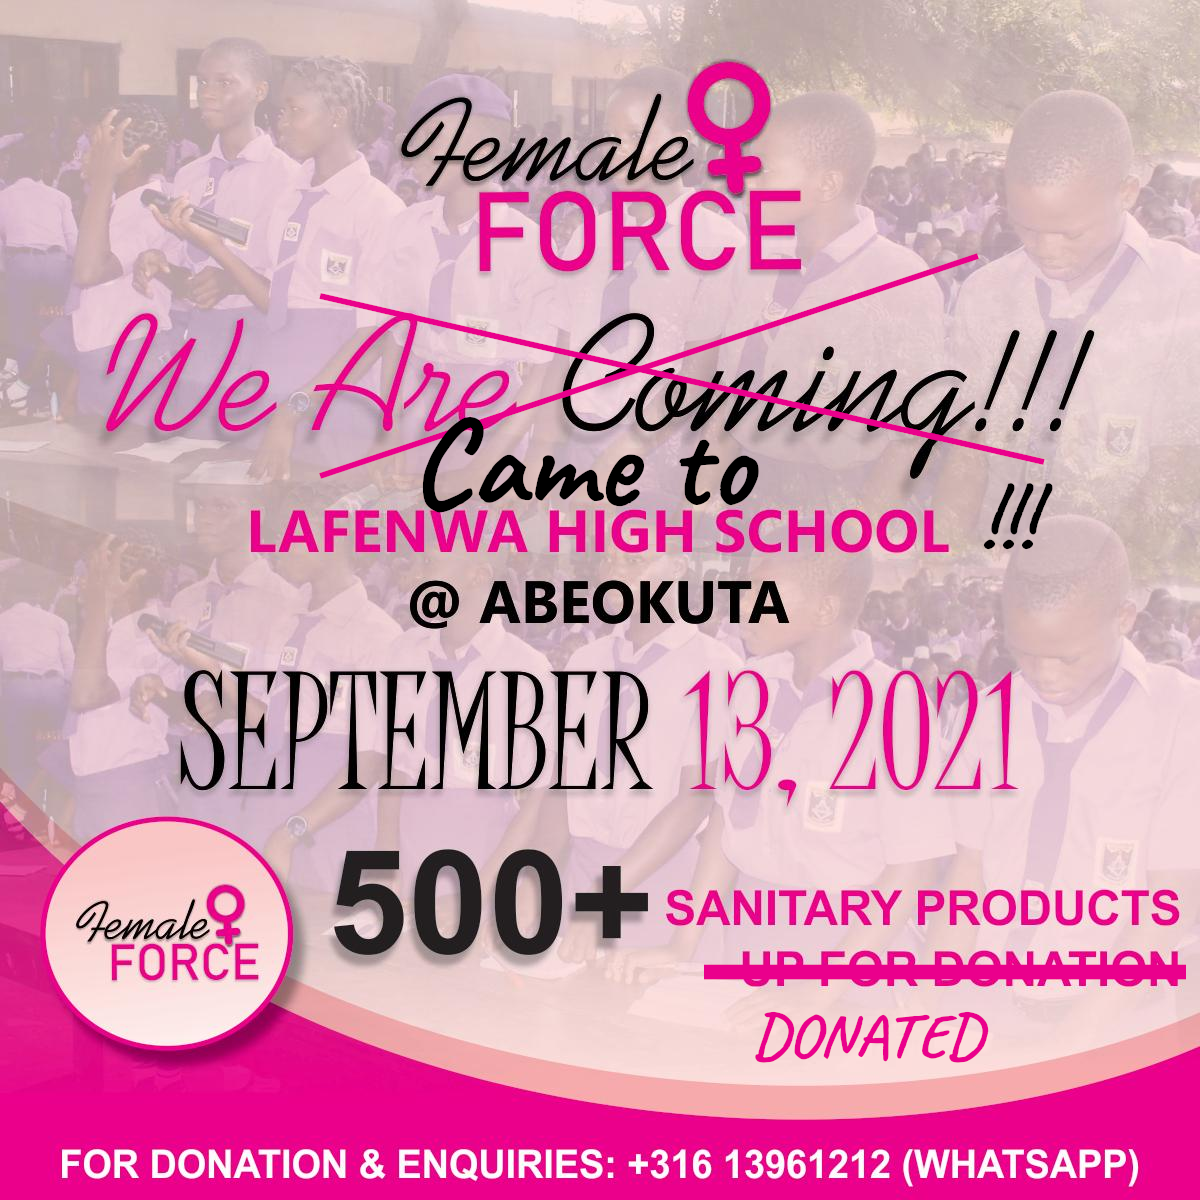 Female
FORCE
We Are Coming!!!
Came to
LAFENWA HIGH SCHOOL !!!
@ ABEOKUTA
SEPTEMBER 13, 2021
500+ SANITARY PRODUCTS
UP FOR DONATION
DONATED
Female
FORCE
FOR DONATION & ENQUIRIES: +316 13961212 (WHATSAPP)